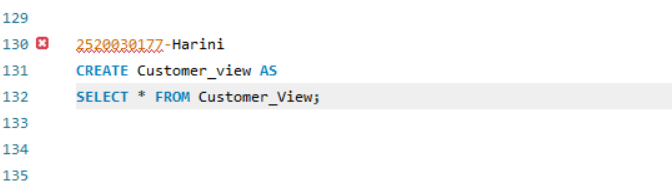 129
130 2520030177-Harini
131 CREATE Customer_view AS
132 SELECT * FROM Customer_View;
133
134
135